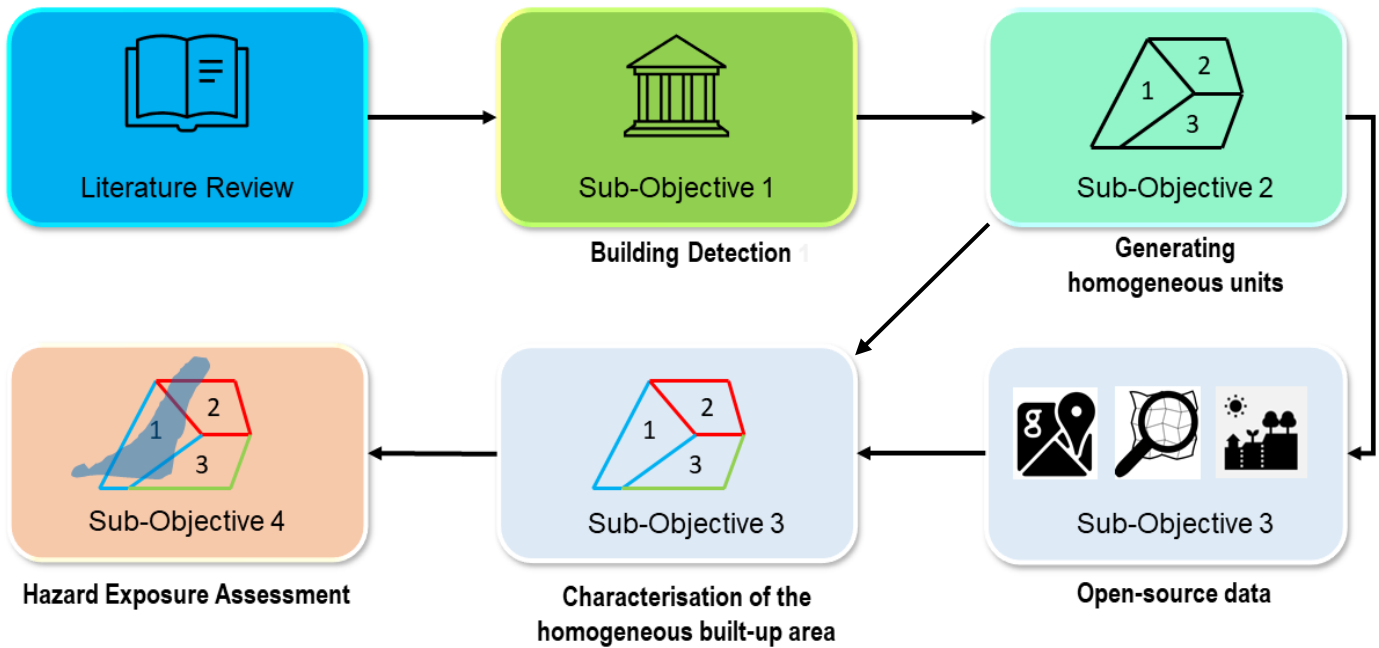 Literature Review
Sub-Objective 1
Building Detection 1
1
2
3
Sub-Objective 2
Generating
homogeneous units
1
2
3
Sub-Objective 4
Hazard Exposure Assessment
1
2
3
Sub-Objective 3
Characterisation of the
homogeneous built-up area
g
Sub-Objective 3
Open-source data